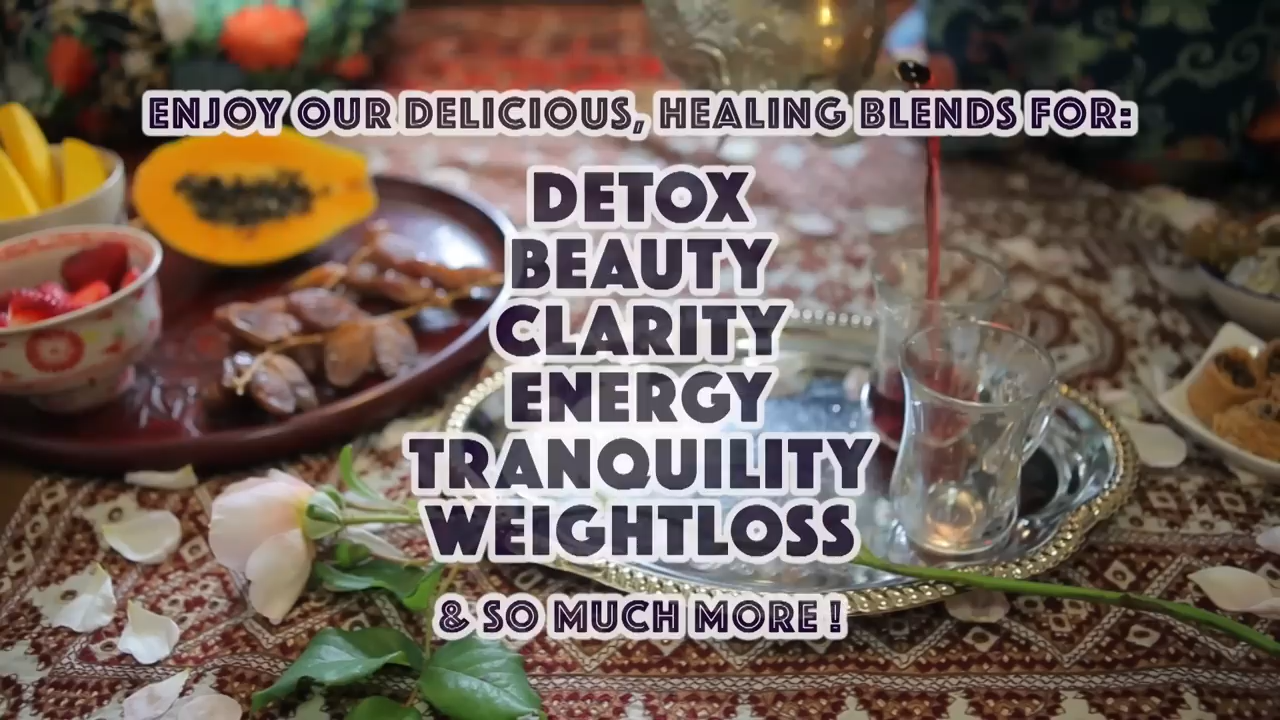 ENJOY OUR DELICIOUS, HEALING BLENDS FOR:
DETOX
BEAUTY
CLARITY
ENERGY
TRANQUILITY
WEIGHTLOSS
& SO MUCH MORE !